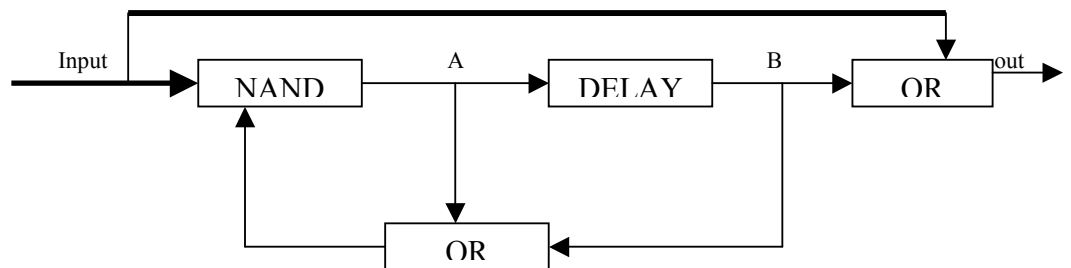 Input
A
B
out
NAND
DELAY
OR
OR